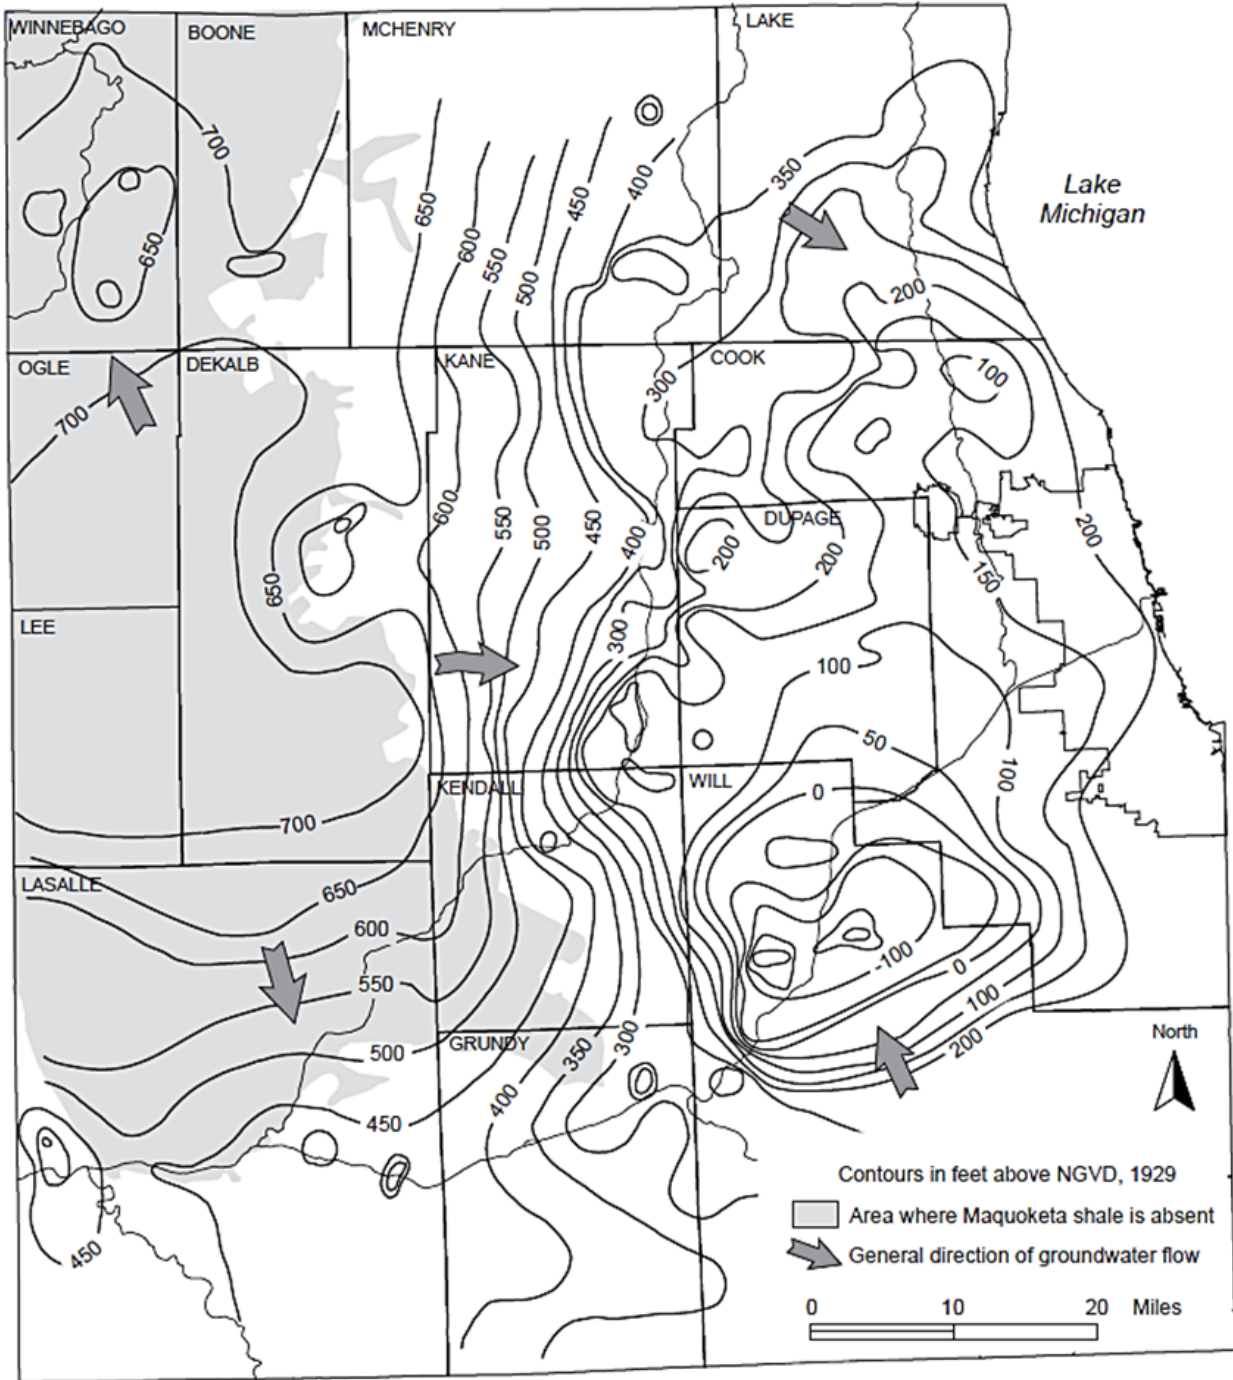 WINNEBAGO
BOONE
MCHENRY
LAKE
700
350
400
Lake
Michigan
450
650
650
600
550
500
200
OGLE
DEKALB
KANE
COOK
300
100
700
600
550
500
450
400
DUPAGE
200
200
200
650
150
LEE
300
100
50
100
KENDALL
WILL
0
700
LASALLE
650
600
-100
0
550
100
200
North
500
GRUNDY
350
300
400
450
450
Contours in feet above NGVD, 1929
Area where Maquoketa shale is absent
General direction of groundwater flow
0 10 20 Miles